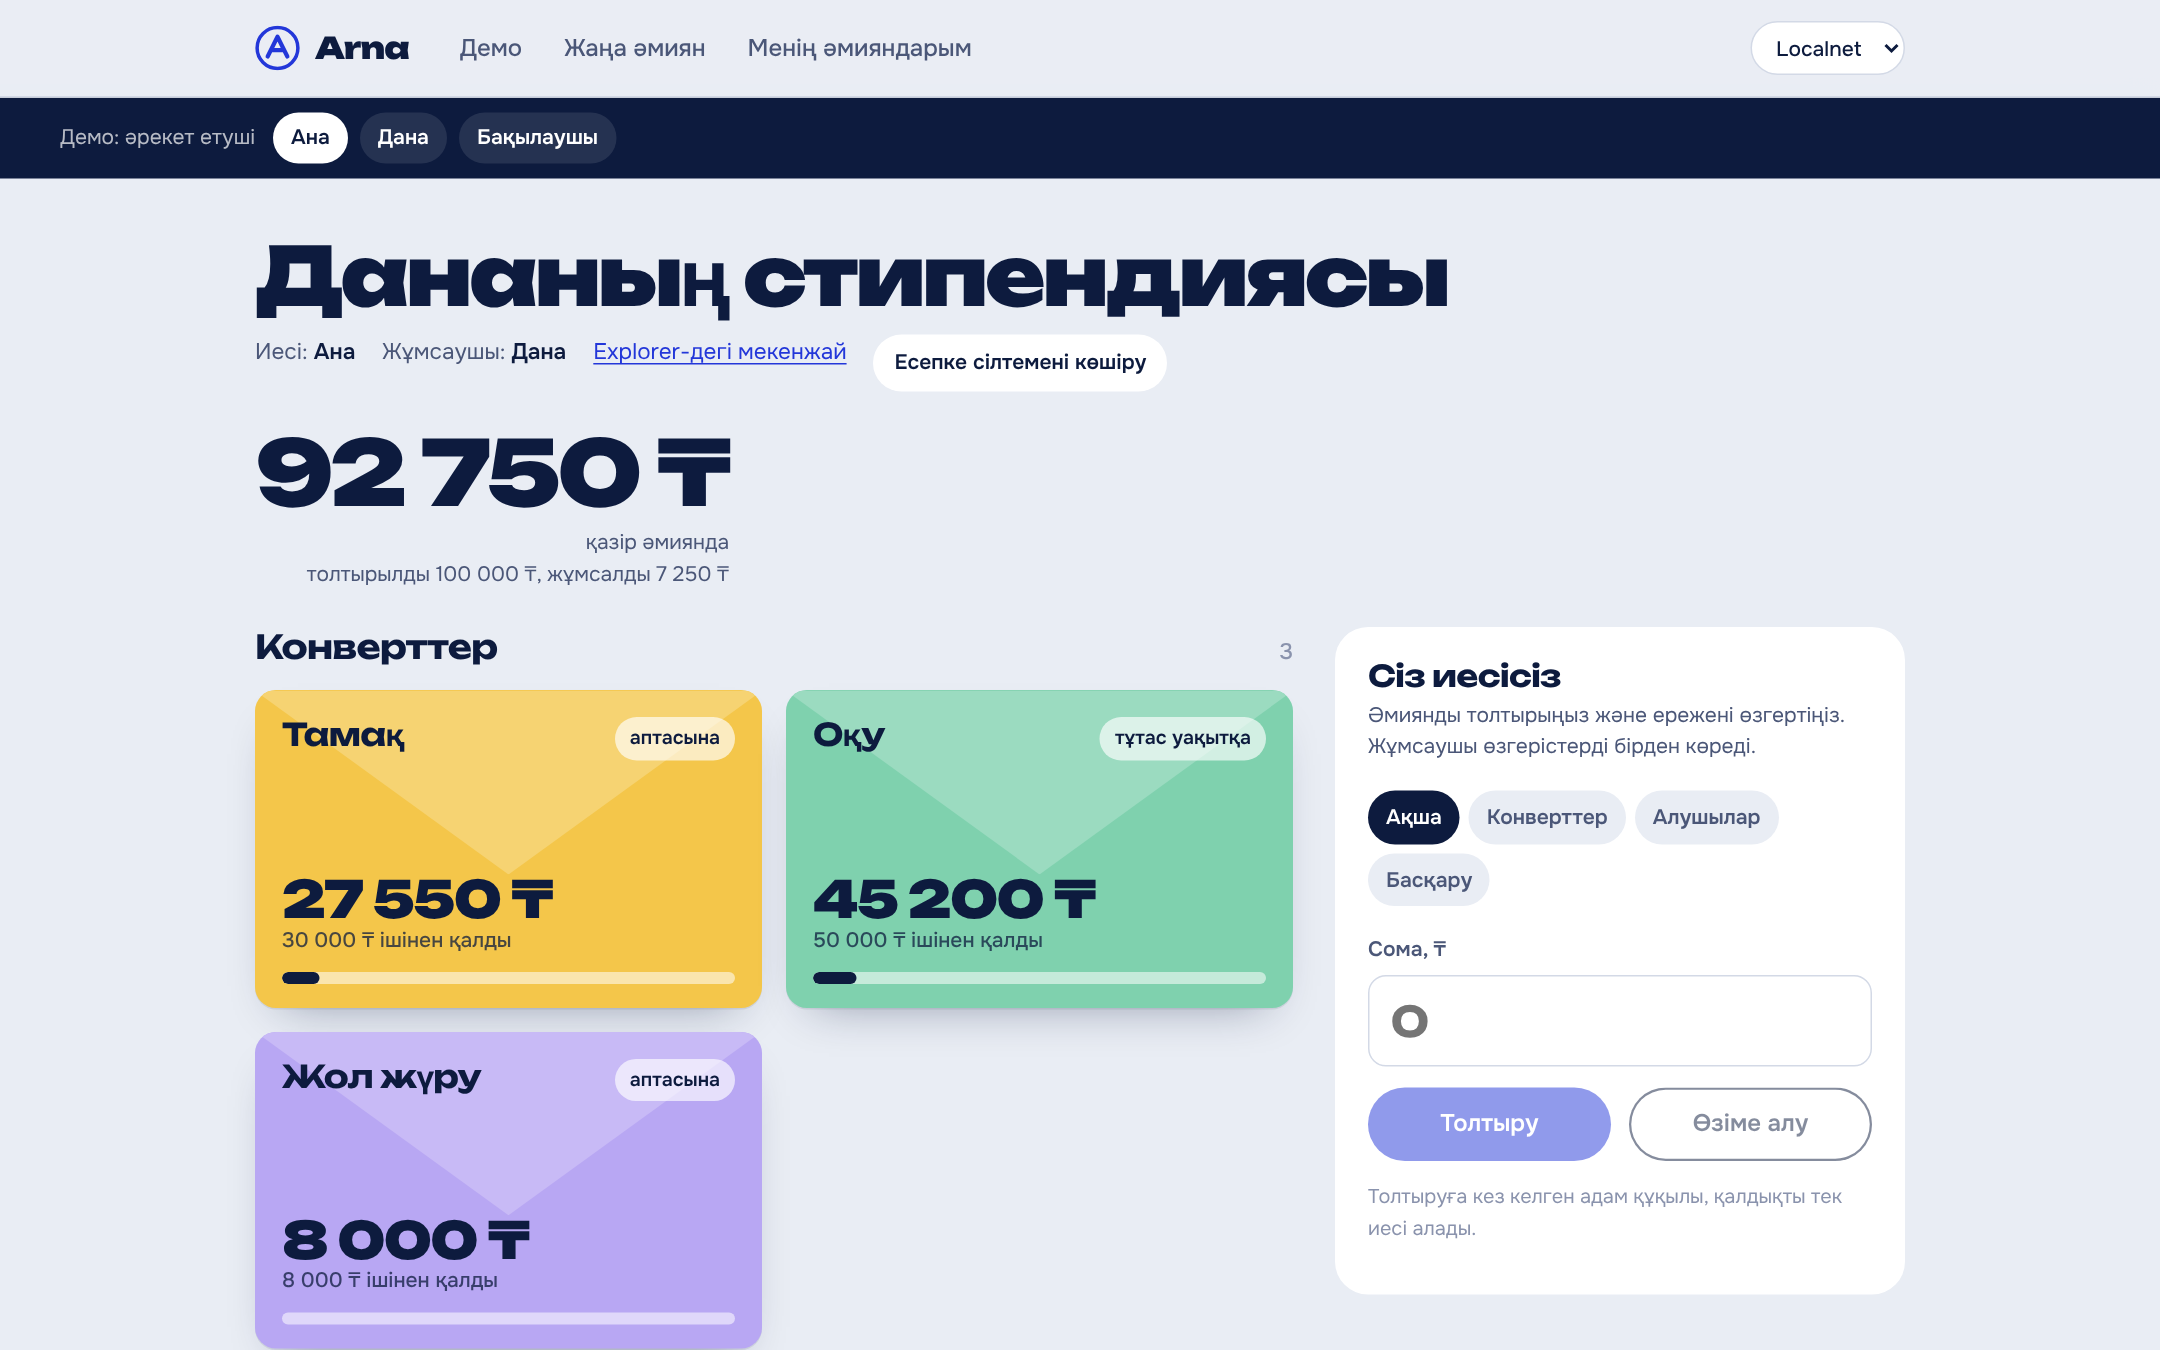 Arna
Демо
Жаңа әмиян
Менің әмияндарым
Localnet
Демо: әрекет етуші
Ана
Дана
Бақылаушы
Дананың стипендиясы
Иесі: Ана
Жұмсаушы: Дана
Explorer-дегі мекенжай
Есепке сілтемені көшіру
92 750 ₸
қазір әмиянда
толтырылды 100 000 ₸, жұмсалды 7 250 ₸
Конверттер
3
Тамақ
аптасына
27 550 ₸
30 000 ₸ ішінен қалды
Оқу
тұтас уақытқа
45 200 ₸
50 000 ₸ ішінен қалды
Жол жүру
аптасына
8 000 ₸
8 000 ₸ ішінен қалды
Сіз иесісіз
Әмиянды толтырыңыз және ережені өзгертіңіз.
Жұмсаушы өзгерістерді бірден көреді.
Ақша
Конверттер
Алушылар
Басқару
Сома, ₸
0
Толтыру
Өзіме алу
Толтыруға кез келген адам құқылы, қалдықты тек
иесі алады.